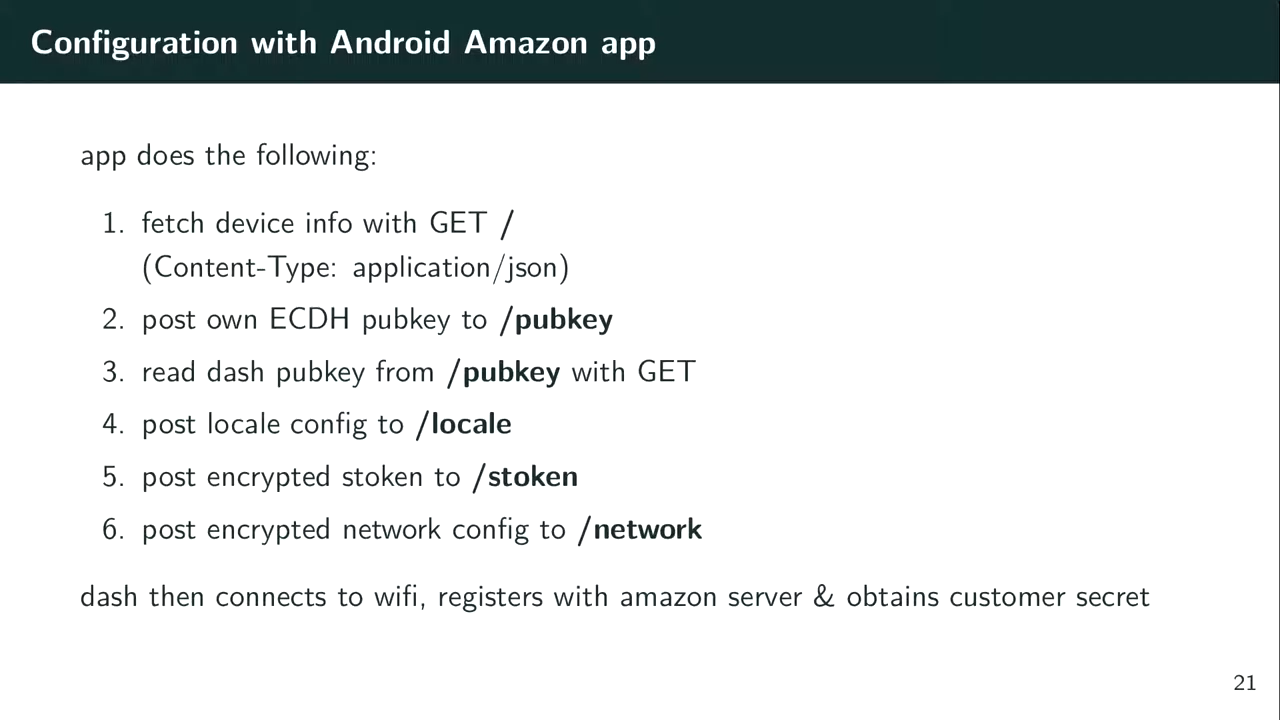 Configuration with Android Amazon app
app does the following:
1. fetch device info with GET /
(Content-Type: application/json)
2. post own ECDH pubkey to /pubkey
3. read dash pubkey from /pubkey with GET
4. post locale config to /locale
5. post encrypted stoken to /stoken
6. post encrypted network config to /network
dash then connects to wifi, registers with amazon server & obtains customer secret
21